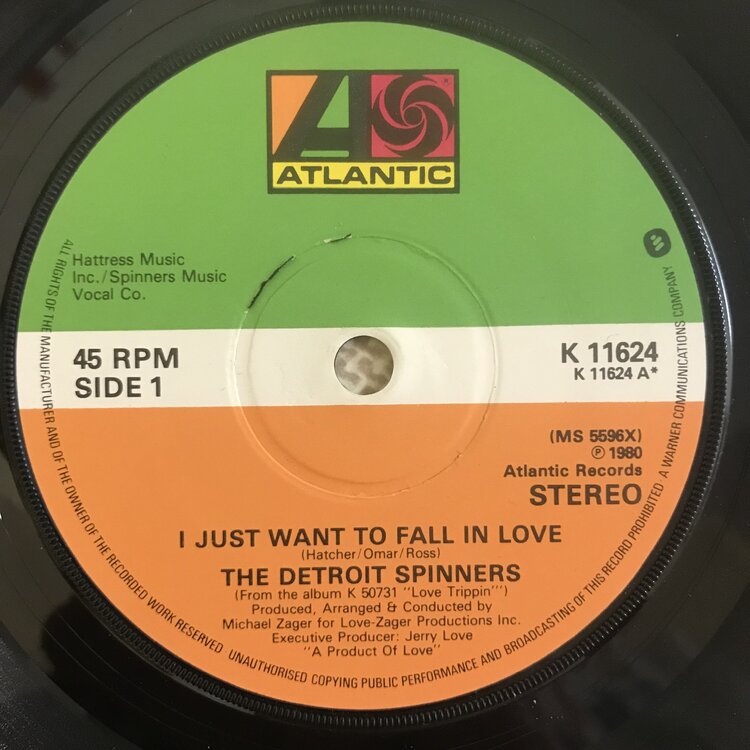 ATLANTIC
Hattress Music
Inc./Spinners Music
Vocal Co.
45 RPM
SIDE 1
K 11624
K 11624 A*
(MS 5596X)
℗ 1980
Atlantic Records
STEREO
I JUST WANT TO FALL IN LOVE
(Hatcher/Omar/Ross)
THE DETROIT SPINNERS
(From the album K 50731 "Love Trippin'")
Produced, Arranged & Conducted by
Michael Zager for Love-Zager Productions Inc.
Executive Producer: Jerry Love
"A Product Of Love"
ALL RIGHTS OF THE MANUFACTURER AND OF THE OWNER OF THE RECORDED WORK RESERVED UNAUTHORISED COPYING PUBLIC PERFORMANCE AND BROADCASTING OF THIS RECORD PROHIBITED A WARNER COMMUNICATIONS COMPANY